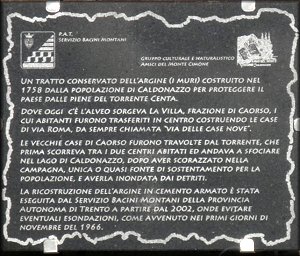 P.A.T.
Servizio Bacini Montani
Gruppo Culturale e Naturalistico
Amici del Monte Cimone
Un tratto conservato dell'argine (i muri) costruito nel
1758 dalla popolazione di Caldonazzo per proteggere il
paese dalle piene del torrente Centa.
Dove oggi c'è l'alveo sorgeva la Villa, frazione di Caorso, i
cui abitanti furono trasferiti in centro costruendo le case
di via Roma, da sempre chiamata "via delle case nove".
Le vecchie case di Caorso furono travolte dal torrente, che
prima scorreva tra i due centri abitati ed andava a sfociare
nel lago di Caldonazzo, dopo aver scorazzato nella
campagna, unica o quasi fonte di sostentamento per la
popolazione, e averla inondata dai detriti.
La ricostruzione dell'argine in cemento armato è stata
eseguita dal Servizio Bacini Montani della Provincia
Autonoma di Trento a partire dal 2002, onde evitare
eventuali esondazioni, come avvenuto nei primi giorni di
novembre del 1966.